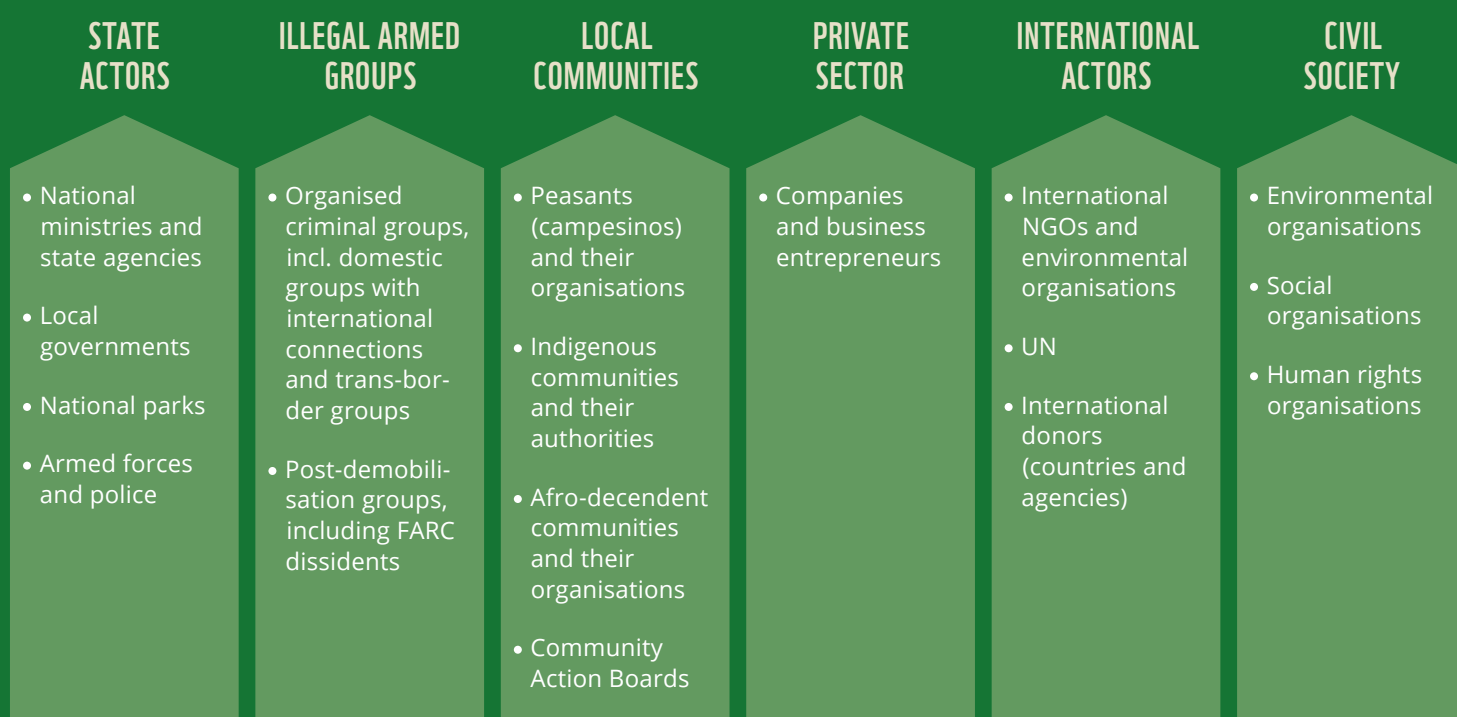 STATE
ACTORS
• National
ministries and
state agencies
• Local
governments
• National parks
• Armed forces
and police
ILLEGAL ARMED
GROUPS
• Organised
criminal groups,
incl. domestic
groups with
international
connections
and trans-bor-
der groups
• Post-demobili-
sation groups,
including FARC
dissidents
LOCAL
COMMUNITIES
• Peasants
(campesinos)
and their
organisations
• Indigenous
communities
and their
authorities
• Afro-decendent
communities
and their
organisations
• Community
Action Boards
PRIVATE
SECTOR
• Companies
and business
entrepreneurs
INTERNATIONAL
ACTORS
• International
NGOs and
environmental
organisations
• UN
• International
donors
(countries and
agencies)
CIVIL
SOCIETY
• Environmental
organisations
• Social
organisations
• Human rights
organisations